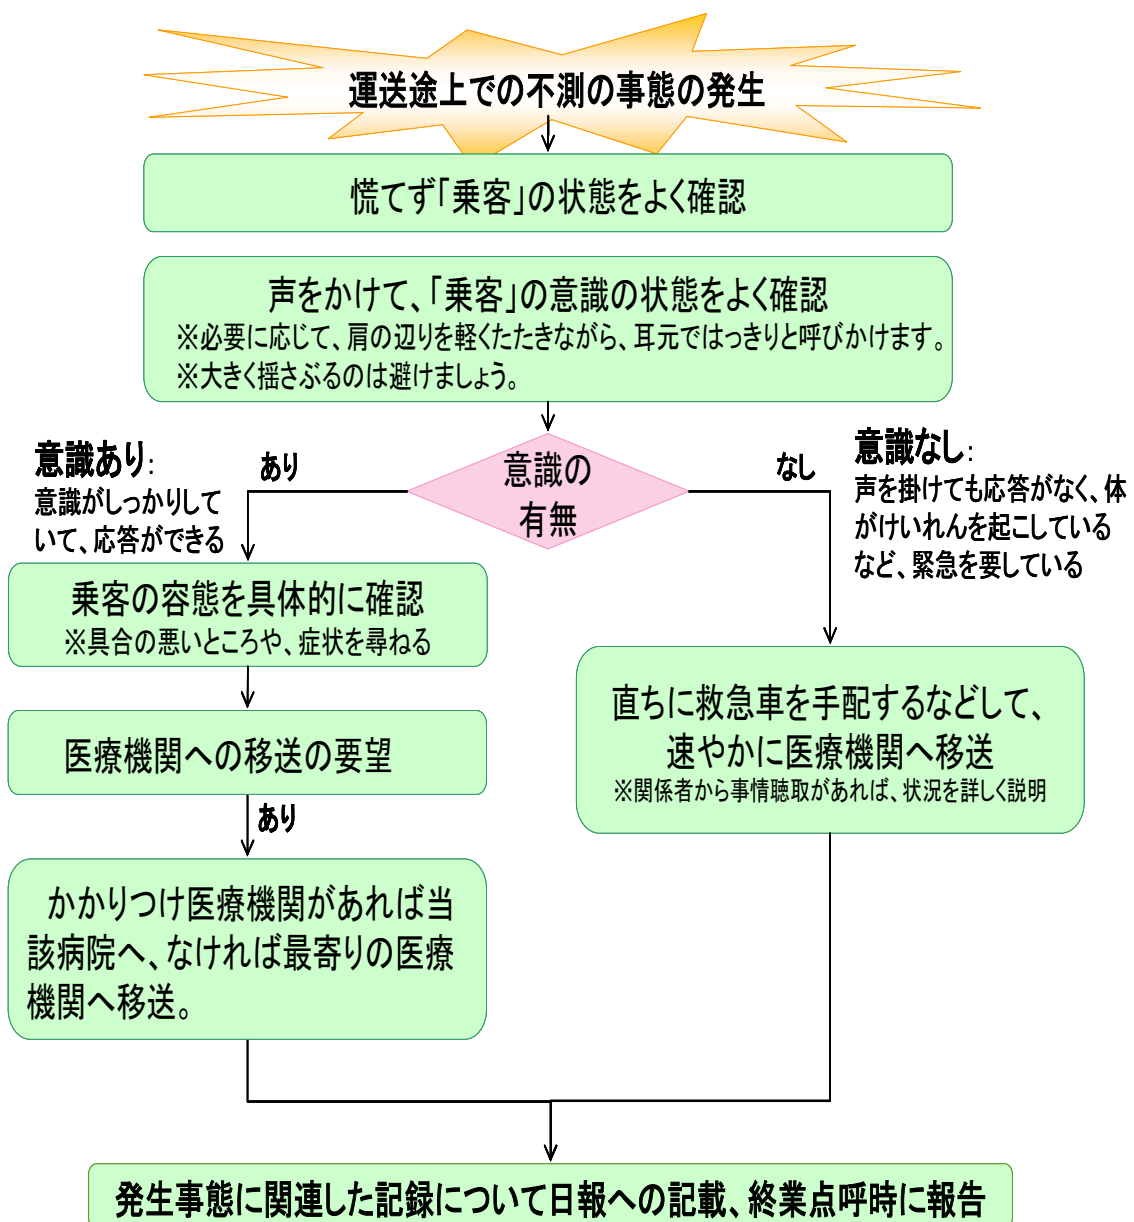 運送途上での不測の事態の発生
慌てず「乗客」の状態をよく確認
声をかけて、「乗客」の意識の状態をよく確認
※必要に応じて、肩の辺りを軽くたたきながら、耳元ではっきりと呼びかけます。
※大きく揺さぶるのは避けましょう。
意識の
有無
あり
なし
意識あり：
意識がしっかりして
いて、応答ができる
意識なし：
声を掛けても応答がなく、体
がけいれんを起こしている
など、緊急を要している
乗客の容態を具体的に確認
※具合の悪いところや、症状を尋ねる
医療機関への移送の要望
あり
かかりつけ医療機関があれば当
該病院へ、なければ最寄りの医療
機関へ移送。
直ちに救急車を手配するなどして、
速やかに医療機関へ移送
※関係者から事情聴取があれば、状況を詳しく説明
発生事態に関連した記録について日報への記載、終業点呼時に報告